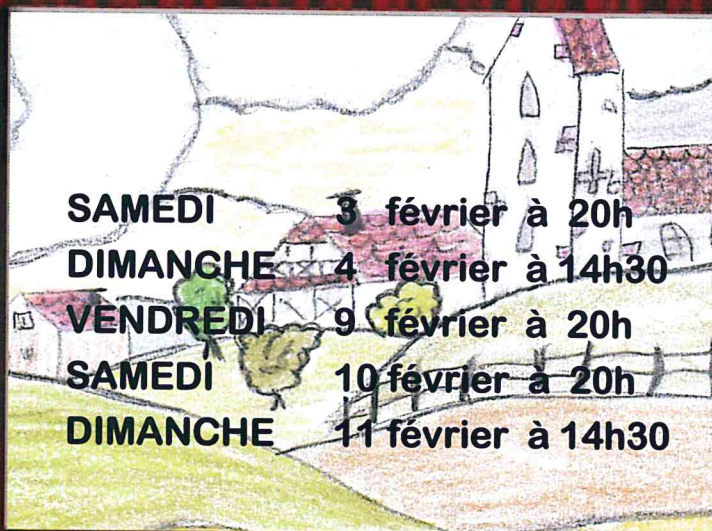 SAMEDI 3 février à 20h
DIMANCHE 4 février à 14h30
VENDREDI 9 février à 20h
SAMEDI 10 février à 20h
DIMANCHE 11 février à 14h30